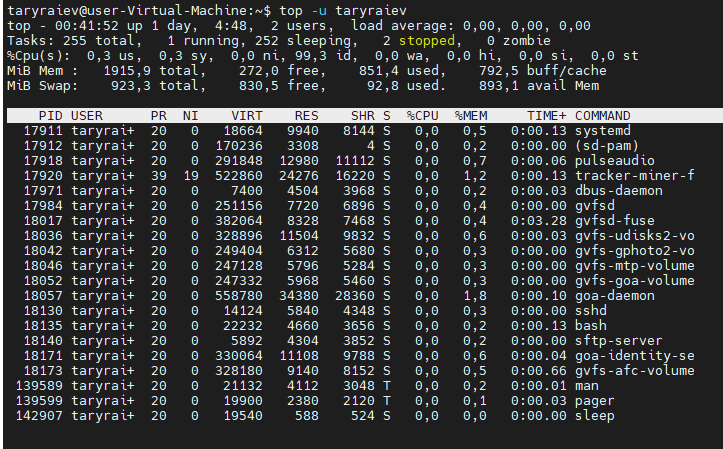 taryraiev@user-Virtual-Machine:~$ top -u taryraiev
top - 00:41:52 up 1 day,  4:48,  2 users,  load average: 0,00, 0,00, 0,00
Tasks: 255 total,   1 running, 252 sleeping,   2 stopped,   0 zombie
%Cpu(s):  0,3 us,  0,3 sy,  0,0 ni, 99,3 id,  0,0 wa,  0,0 hi,  0,0 si,  0,0 st
MiB Mem :   1915,9 total,    272,0 free,    851,4 used,    792,5 buff/cache
MiB Swap:    923,3 total,    830,5 free,     92,8 used.    893,1 avail Mem
PID USER      PR  NI    VIRT    RES    SHR S  %CPU  %MEM     TIME+ COMMAND
17911 taryrai+  20   0   18664   9940   8144 S   0,0   0,5   0:00.13 systemd
17912 taryrai+  20   0  170236   3308      4 S   0,0   0,2   0:00.00 (sd-pam)
17918 taryrai+  20   0  291848  12980  11112 S   0,0   0,7   0:00.06 pulseaudio
17920 taryrai+  39  19  522860  24276  16220 S   0,0   1,2   0:00.13 tracker-miner-f
17971 taryrai+  20   0    7400   4504   3968 S   0,0   0,2   0:00.03 dbus-daemon
17984 taryrai+  20   0  251156   7720   6896 S   0,0   0,4   0:00.00 gvfsd
18017 taryrai+  20   0  382064   8328   7468 S   0,0   0,4   0:03.28 gvfsd-fuse
18036 taryrai+  20   0  328896  11504   9832 S   0,0   0,6   0:00.03 gvfs-udisks2-vo
18042 taryrai+  20   0  249404   6312   5680 S   0,0   0,3   0:00.00 gvfs-gphoto2-vo
18046 taryrai+  20   0  247128   5796   5284 S   0,0   0,3   0:00.00 gvfs-mtp-volume
18052 taryrai+  20   0  247332   5968   5460 S   0,0   0,3   0:00.00 gvfs-goa-volume
18057 taryrai+  20   0  558780  34380  28360 S   0,0   1,8   0:00.10 goa-daemon
18130 taryrai+  20   0   14124   5840   4348 S   0,0   0,3   0:00.00 sshd
18135 taryrai+  20   0   22232   4660   3656 S   0,0   0,2   0:00.13 bash
18140 taryrai+  20   0    5892   4304   3852 S   0,0   0,2   0:00.00 sftp-server
18171 taryrai+  20   0  330064  11108   9788 S   0,0   0,6   0:00.04 goa-identity-se
18173 taryrai+  20   0  328180   9140   8152 S   0,0   0,5   0:00.66 gvfs-afc-volume
139589 taryrai+  20   0   21132   4112   3048 T   0,0   0,2   0:00.01 man
139599 taryrai+  20   0   19900   2380   2120 T   0,0   0,1   0:00.03 pager
142907 taryrai+  20   0   19540    588    524 S   0,0   0,0   0:00.00 sleep